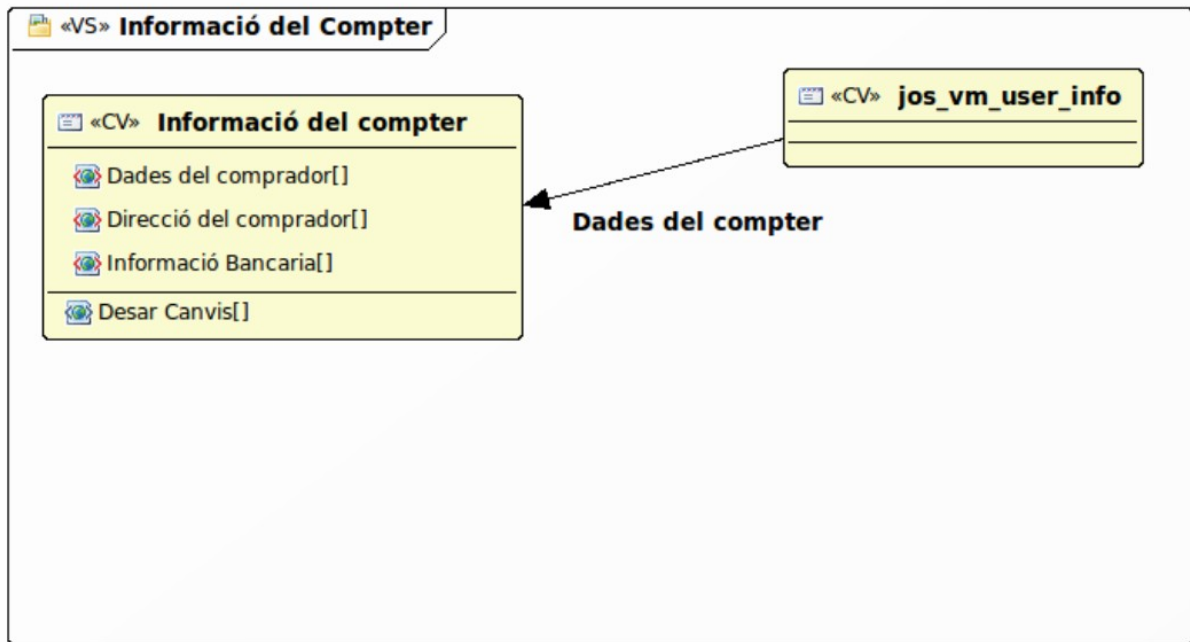 «VS» Informació del Compter
«CV» Informació del compter
Dades del comprador[]
Direcció del comprador[]
Informació Bancaria[]
Desar Canvis[]
«CV» jos_vm_user_info
Dades del compter